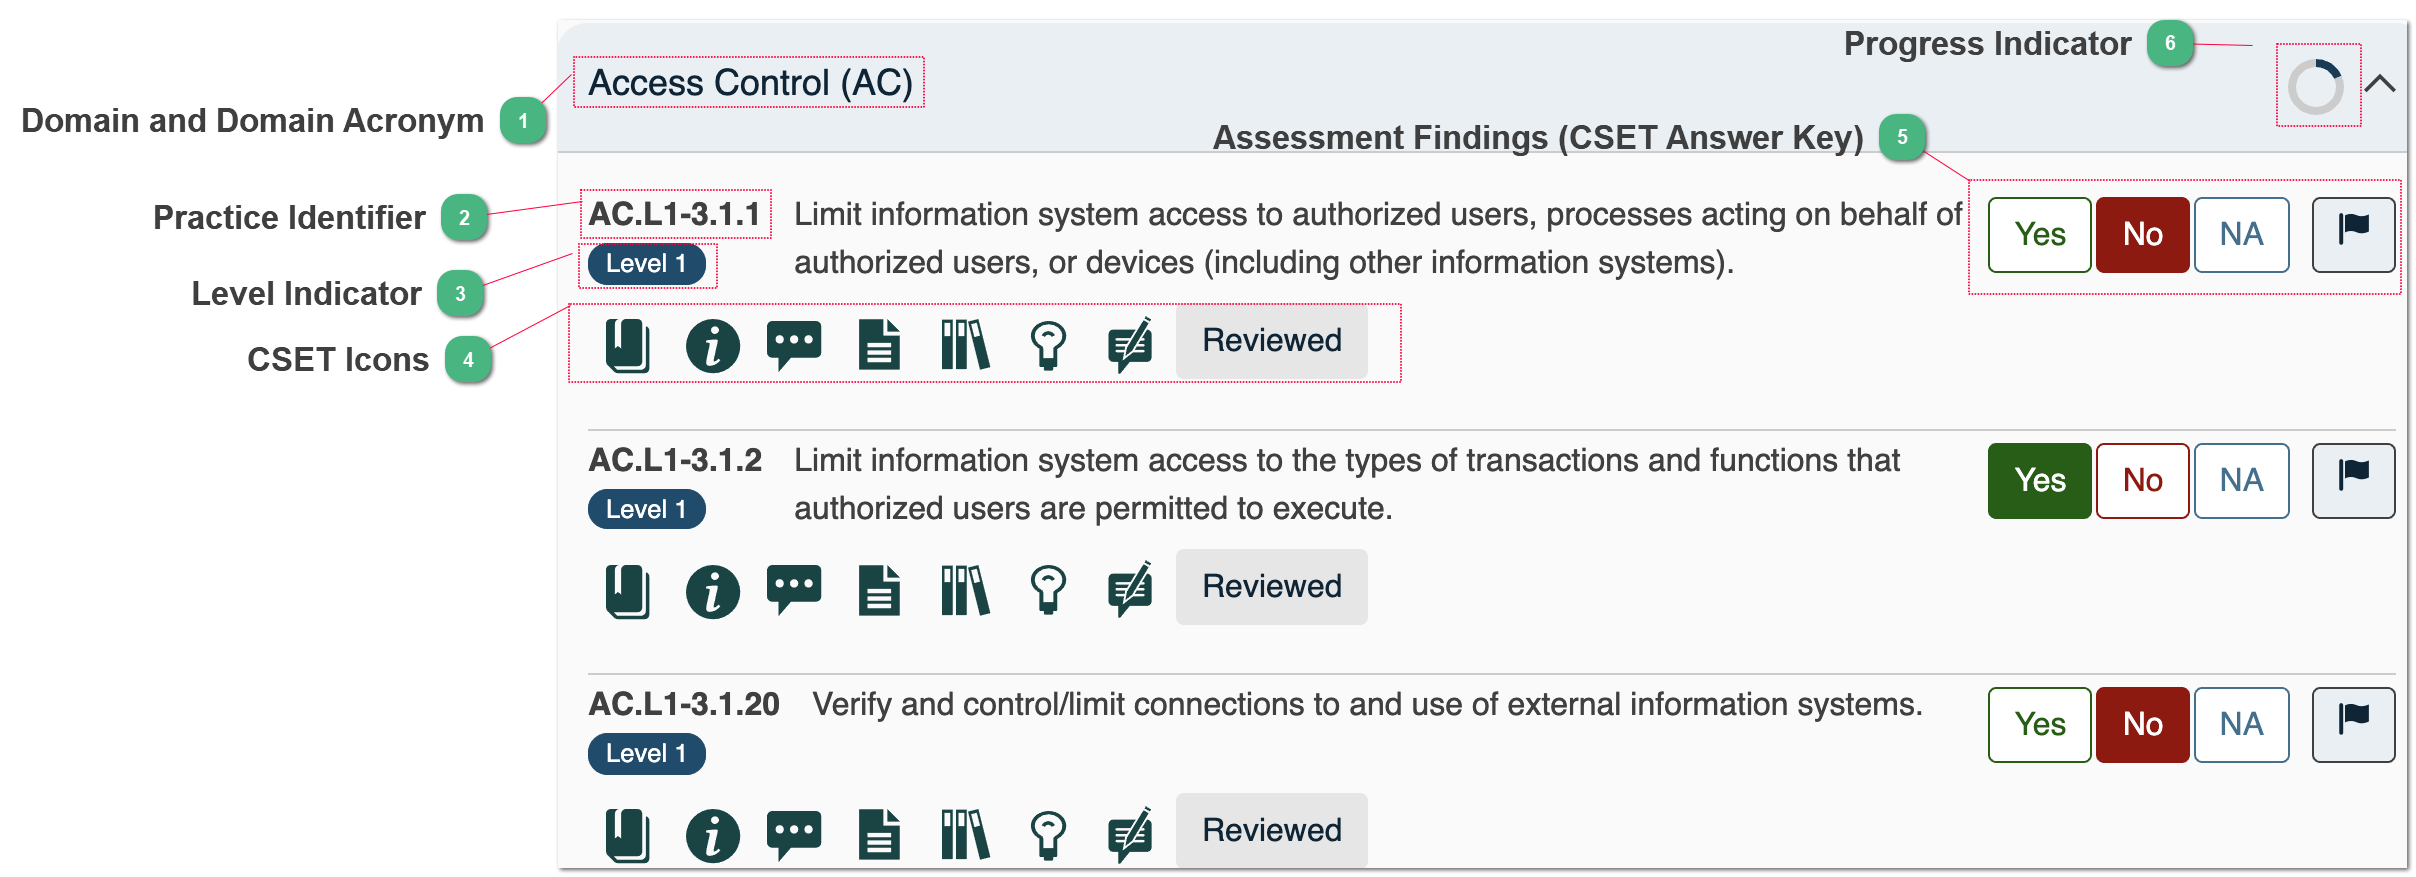 Progress Indicator 6
Access Control (AC)
Domain and Domain Acronym 1
Assessment Findings (CSET Answer Key) 5
Practice Identifier 2
AC.L1-3.1.1 Limit information system access to authorized users, processes acting on behalf of
authorized users, or devices (including other information systems).
Yes No NA
Level 1
Level Indicator 3
CSET Icons 4
Reviewed
AC.L1-3.1.2 Limit information system access to the types of transactions and functions that
authorized users are permitted to execute.
Yes No NA
Level 1
Reviewed
AC.L1-3.1.20 Verify and control/limit connections to and use of external information systems.
Yes No NA
Level 1
Reviewed